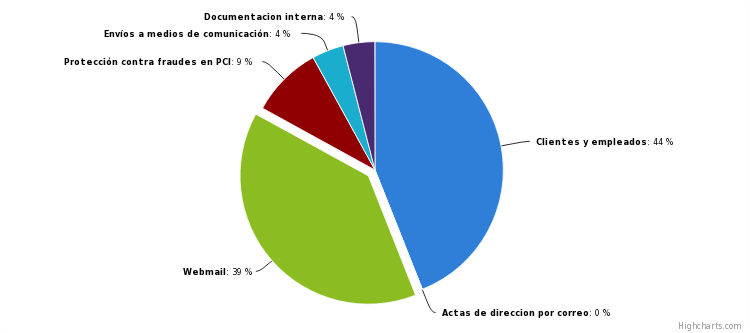 Documentacion interna: 4 %
Envíos a medios de comunicación: 4 %
Protección contra fraudes en PCI: 9 %
Clientes y empleados: 44 %
Webmail: 39 %
Actas de direccion por correo: 0 %
Highcharts.com